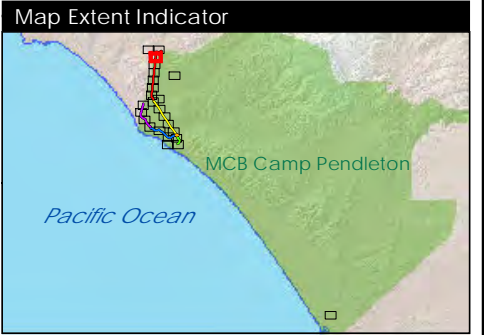 Map Extent Indicator
MCB Camp Pendleton
Pacific Ocean